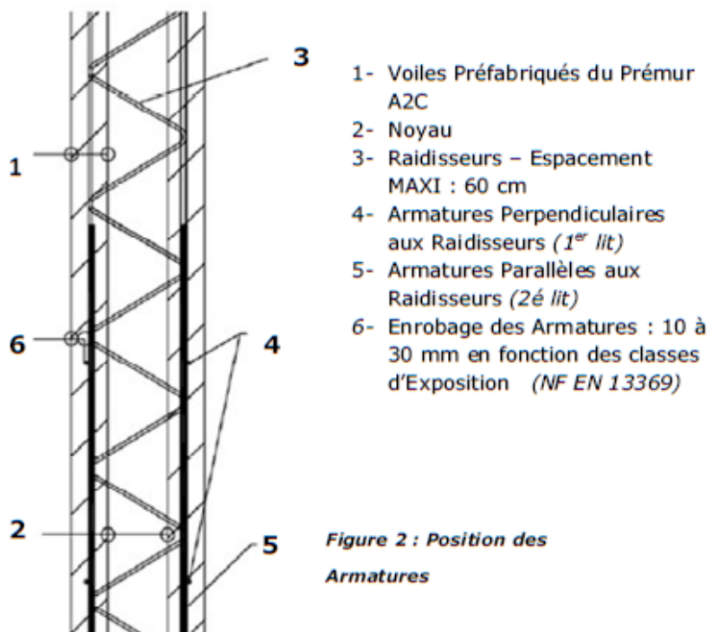 3
1
6
4
2
5
1- Voiles Préfabriqués du Prémur
A2C
2- Noyau
3- Raidisseurs – Espacement
MAXI : 60 cm
4- Armatures Perpendiculaires
aux Raidisseurs (1er lit)
5- Armatures Parallèles aux
Raidisseurs (2é lit)
6- Enrobage des Armatures : 10 à
30 mm en fonction des classes
d'Exposition (NF EN 13369)
Figure 2 : Position des
Armatures